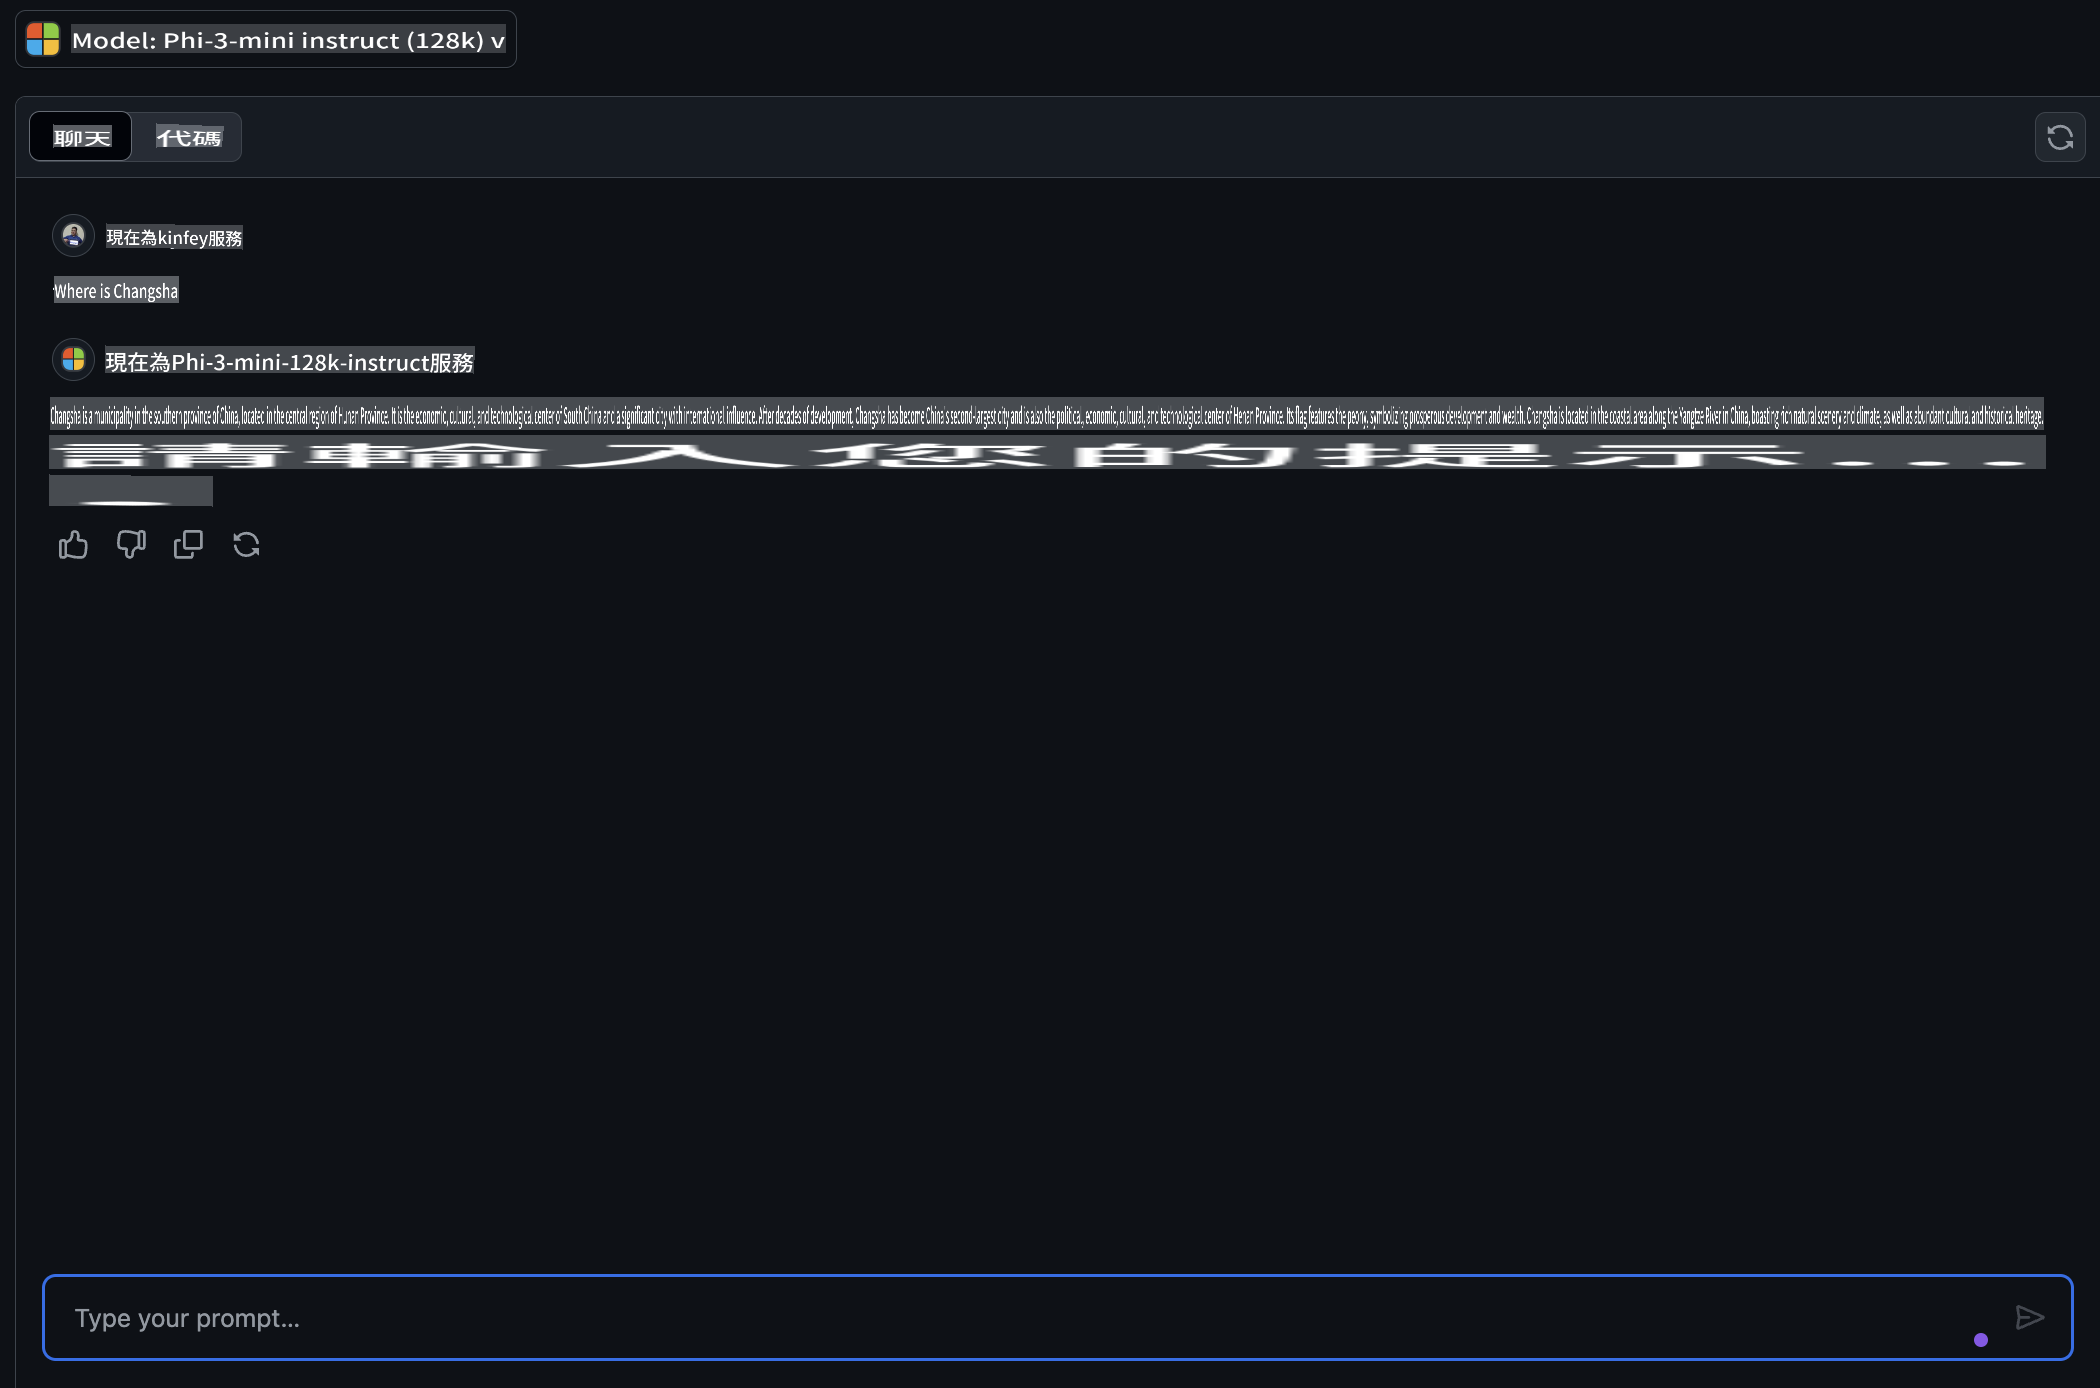 Model: Phi-3-mini instruct (128k) v
聊天 代碼
現在為kinfey服務
Where is Changsha
現在為Phi-3-mini-128k-instruct服務
Changsha is a municipality in the southern province of China, located in the central region of Hunan Province. It is the economic, cultural, and technological center of South China and a significant city with international influence. After decades of development, Changsha has become China's second-largest city and is also the political, economic, cultural, and technological center of Henan Province. Its flag features the peony, symbolizing prosperous development and wealth. Changsha is located in the coastal area along the Yangtze River in China, boasting rich natural scenery and climate, as well as abundant cultural and historical heritage.
請輸入您的提示...
Type your prompt...